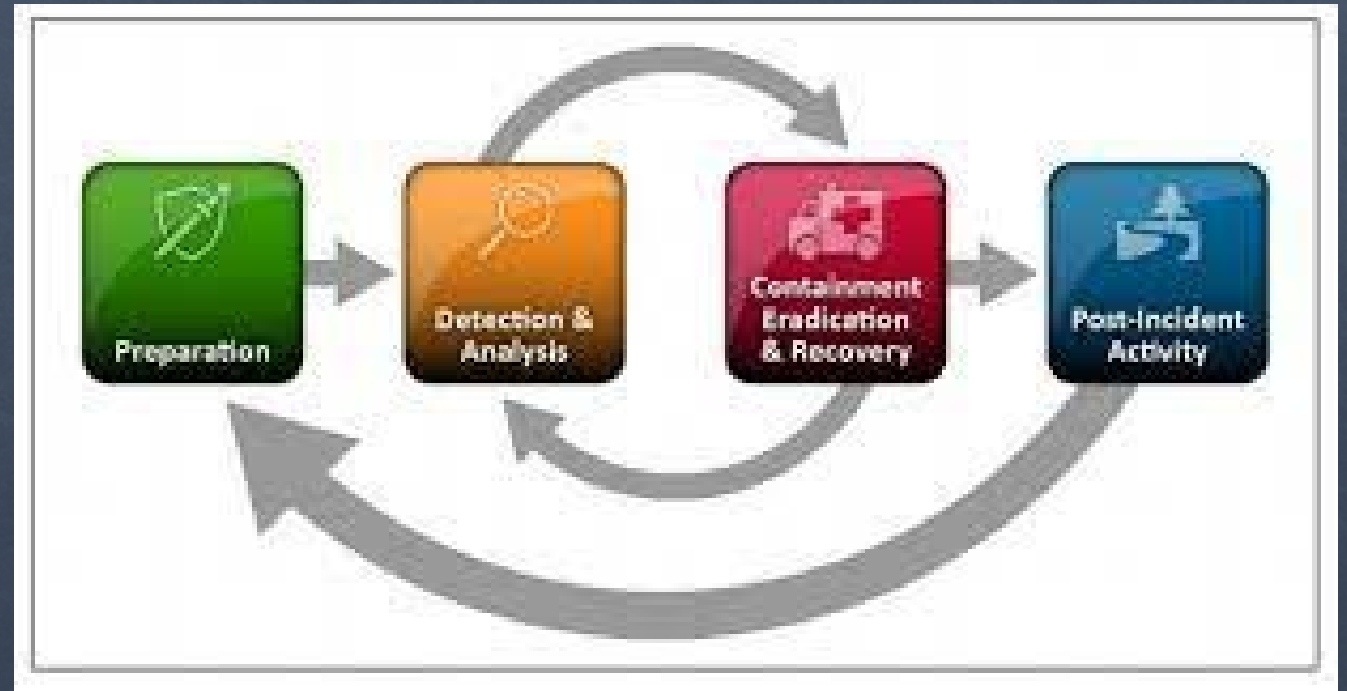 Preparation
Detection &
Analysis
Containment
Eradication
& Recovery
Post-Incident
Activity